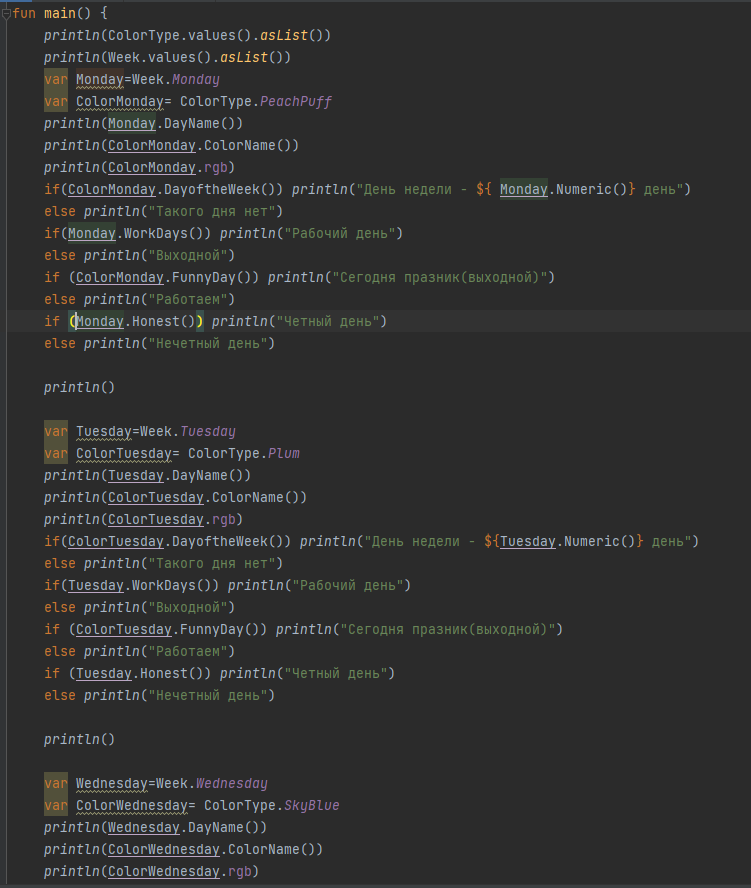 fun main() {
println(ColorType.values().asList())
println(Week.values().asList())
var Monday=Week.Monday
var ColorMonday= ColorType.PeachPuff
println(Monday.DayName())
println(ColorMonday.ColorName())
println(ColorMonday.rgb)
if(ColorMonday.DayoftheWeek()) println("День недели - ${ Monday.Numeric()} день")
else println("Такого дня нет")
if(Monday.WorkDays()) println("Рабочий день")
else println("Выходной")
if (ColorMonday.FunnyDay()) println("Сегодня празник(выходной)")
else println("Работаем")
if (Monday.Honest()) println("Четный день")
else println("Нечетный день")
println()
var Tuesday=Week.Tuesday
var ColorTuesday= ColorType.Plum
println(Tuesday.DayName())
println(ColorTuesday.ColorName())
println(ColorTuesday.rgb)
if(ColorTuesday.DayoftheWeek()) println("День недели - ${Tuesday.Numeric()} день")
else println("Такого дня нет")
if(Tuesday.WorkDays()) println("Рабочий день")
else println("Выходной")
if (ColorTuesday.FunnyDay()) println("Сегодня празник(выходной)")
else println("Работаем")
if (Tuesday.Honest()) println("Четный день")
else println("Нечетный день")
println()
var Wednesday=Week.Wednesday
var ColorWednesday= ColorType.SkyBlue
println(Wednesday.DayName())
println(ColorWednesday.ColorName())
println(ColorWednesday.rgb)